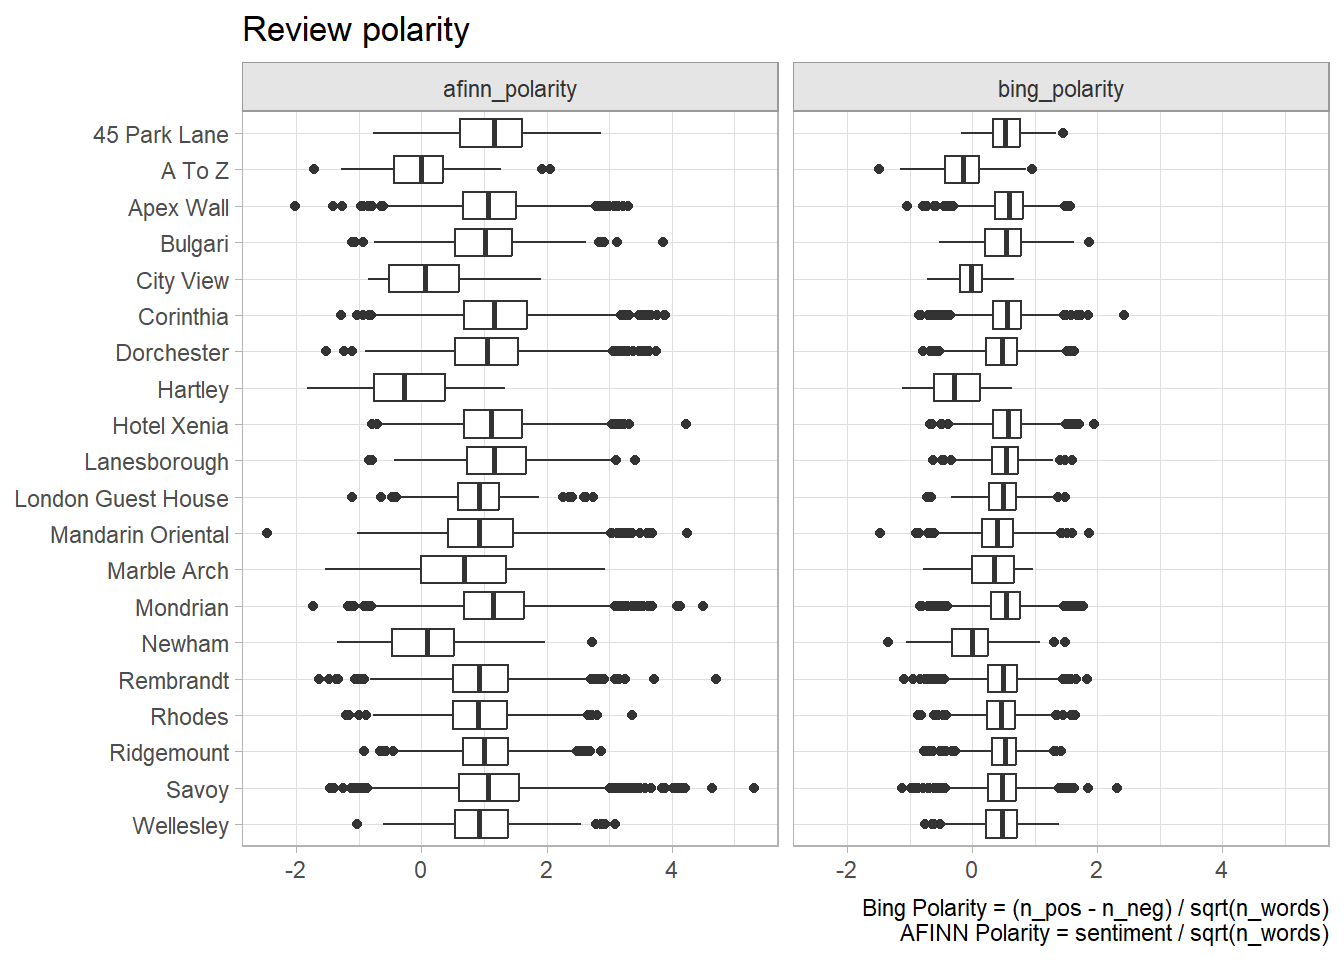 Review polarity
afinn_polarity
bing_polarity
45 Park Lane
A To Z
Apex Wall
Bulgari
City View
Corinthia
Dorchester
Hartley
Hotel Xenia
Lanesborough
London Guest House
Mandarin Oriental
Marble Arch
Mondrian
Newham
Rembrandt
Rhodes
Ridgemount
Savoy
Wellesley
-2 0 2 4
-2 0 2 4
Bing Polarity = (n_pos - n_neg) / sqrt(n_words)
AFINN Polarity = sentiment / sqrt(n_words)